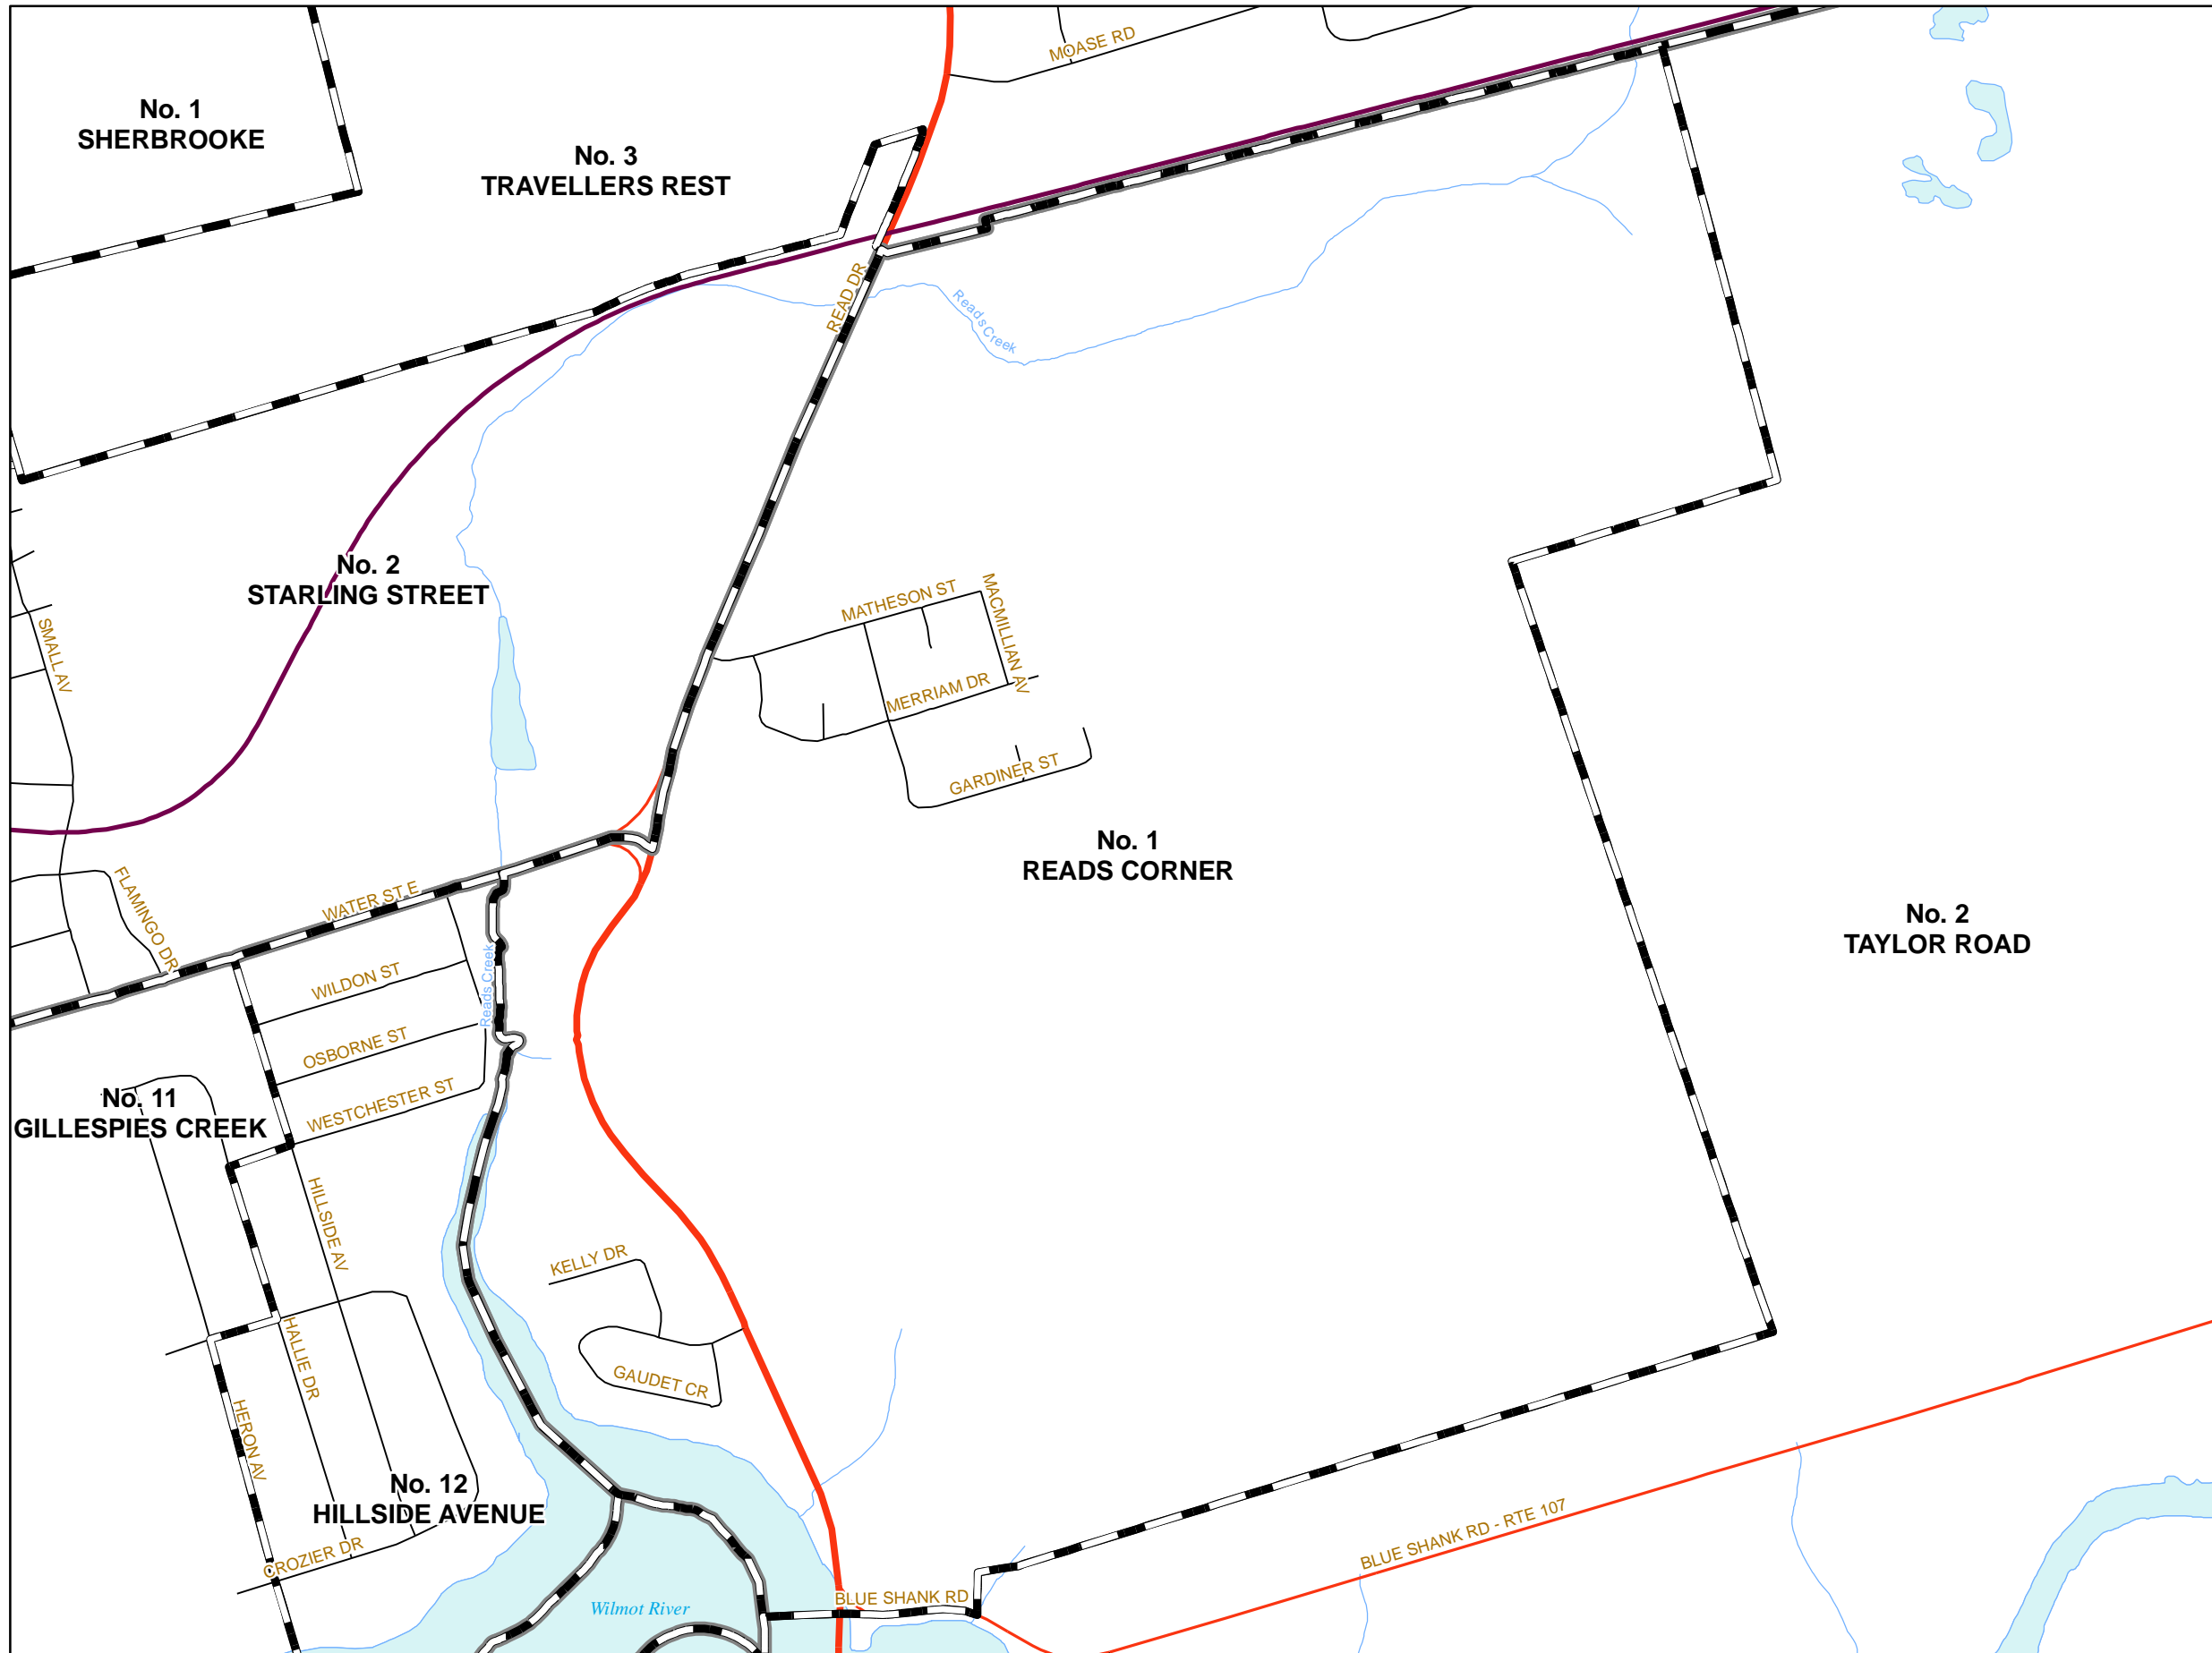 MOASE RD
No. 1
SHERBROOKE
No. 3
TRAVELLERS REST
READ DR
Reads Creek
No. 2
STARLING STREET
SMALL AV
MATHESON ST
MACMILLIAN AV
MERRIAM DR
GARDINER ST
No. 1
READS CORNER
FLAMINGO DR
WATER ST E
No. 2
TAYLOR ROAD
WILDON ST
Reads Creek
OSBORNE ST
WESTCHESTER ST
No. 11
GILLESPIES CREEK
HILLSIDE AV
KELLY DR
HALLIE DR
GAUDET CR
HERON AV
No. 12
HILLSIDE AVENUE
CROZIER DR
BLUE SHANK RD - RTE 107
BLUE SHANK RD
Wilmot River